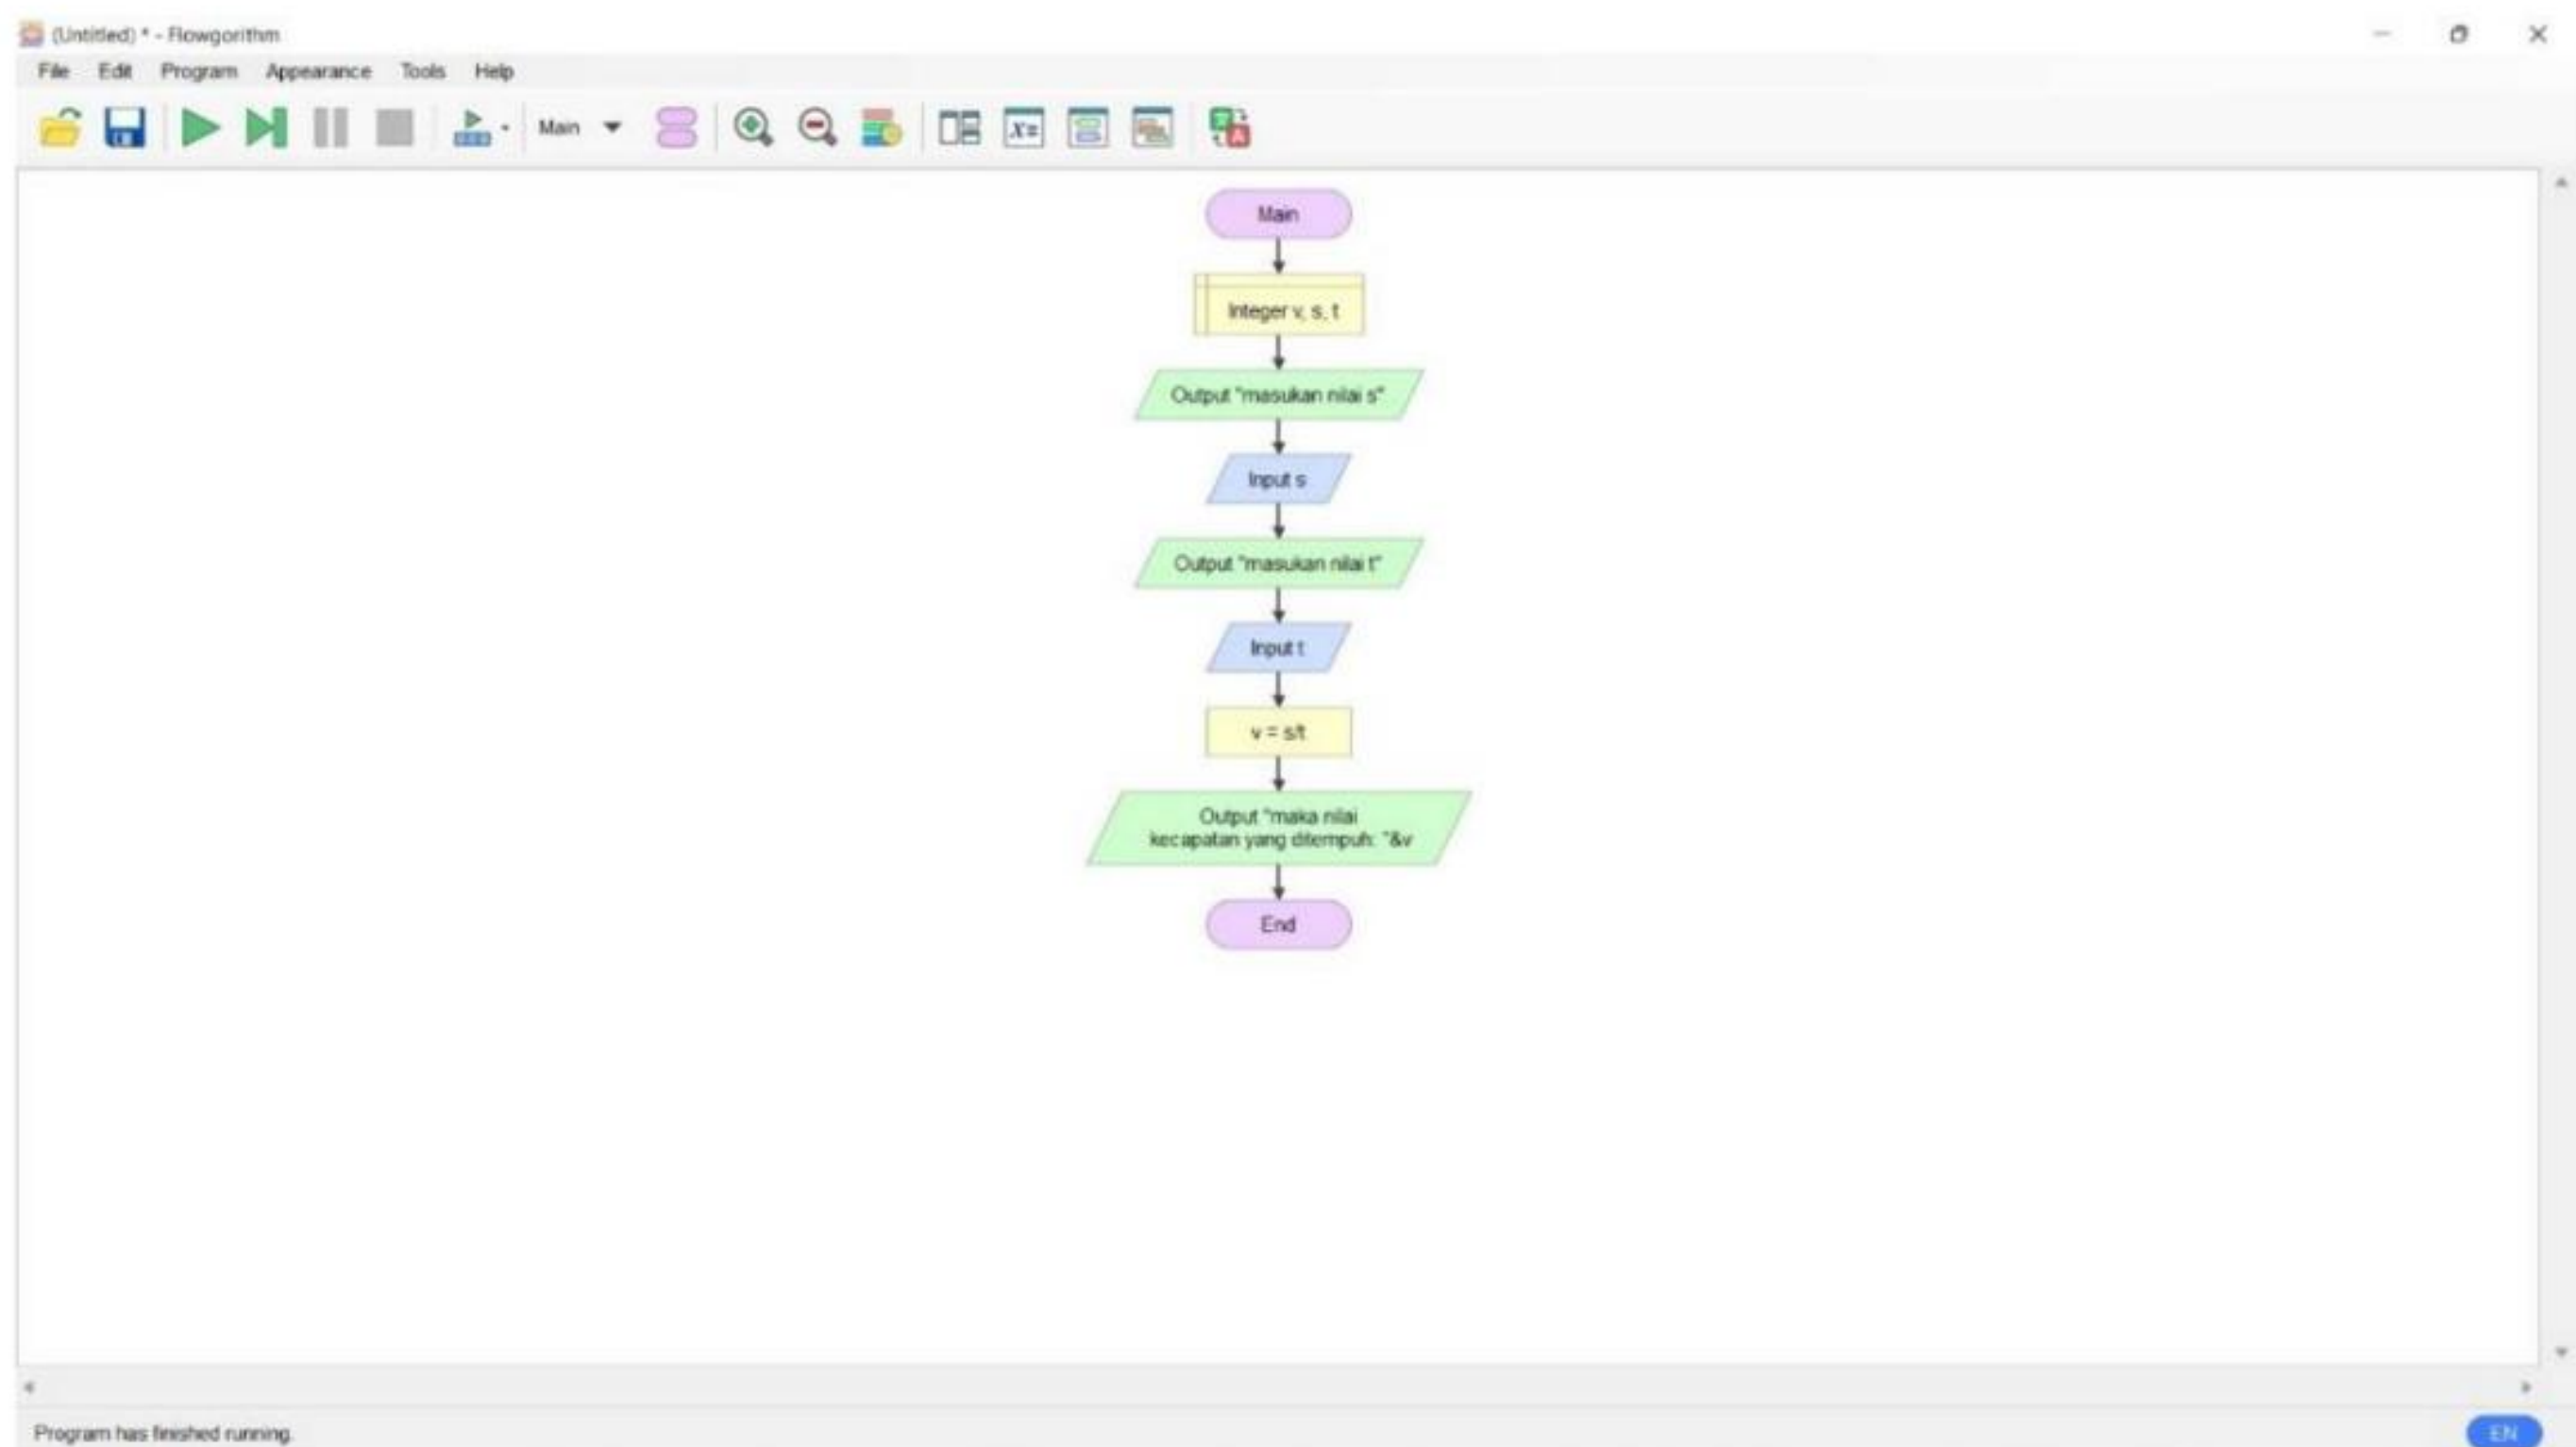 (Untitled) * - Flowgorithm
File Edit Program Appearance Tools Help
Main
X=
A
Main
Integer v, s, t
Output "masukan nilai s"
Input s
Output "masukan nilai t"
Input t
v = s/t
Output "maka nilai
kecapatan yang ditempuh: "&v
End
Program has finished running.
EN